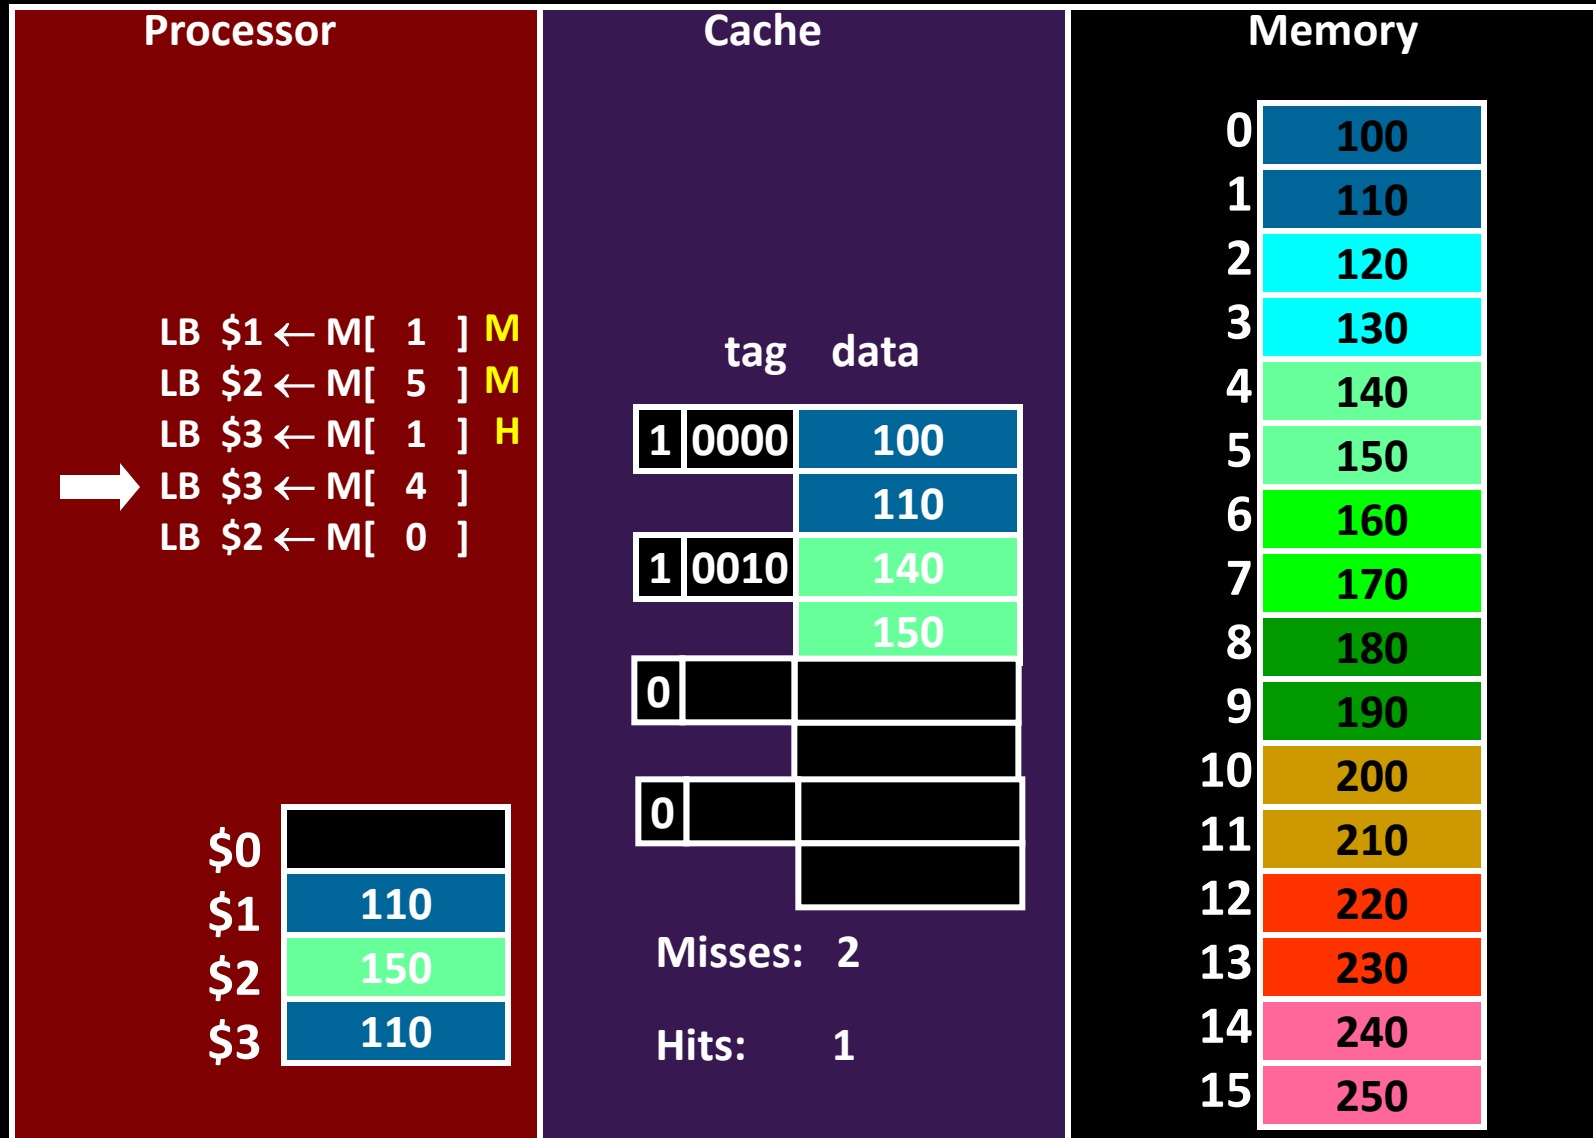 Processor
LB $1 ← M[ 1 ] M
LB $2 ← M[ 5 ] M
LB $3 ← M[ 1 ] H
LB $3 ← M[ 4 ]
LB $2 ← M[ 0 ]
$0
$1 110
$2 150
$3 110
Cache
tag data
1 0000 100
110
1 0010 140
150
0
0
Misses: 2
Hits: 1
Memory
0 100
1 110
2 120
3 130
4 140
5 150
6 160
7 170
8 180
9 190
10 200
11 210
12 220
13 230
14 240
15 250